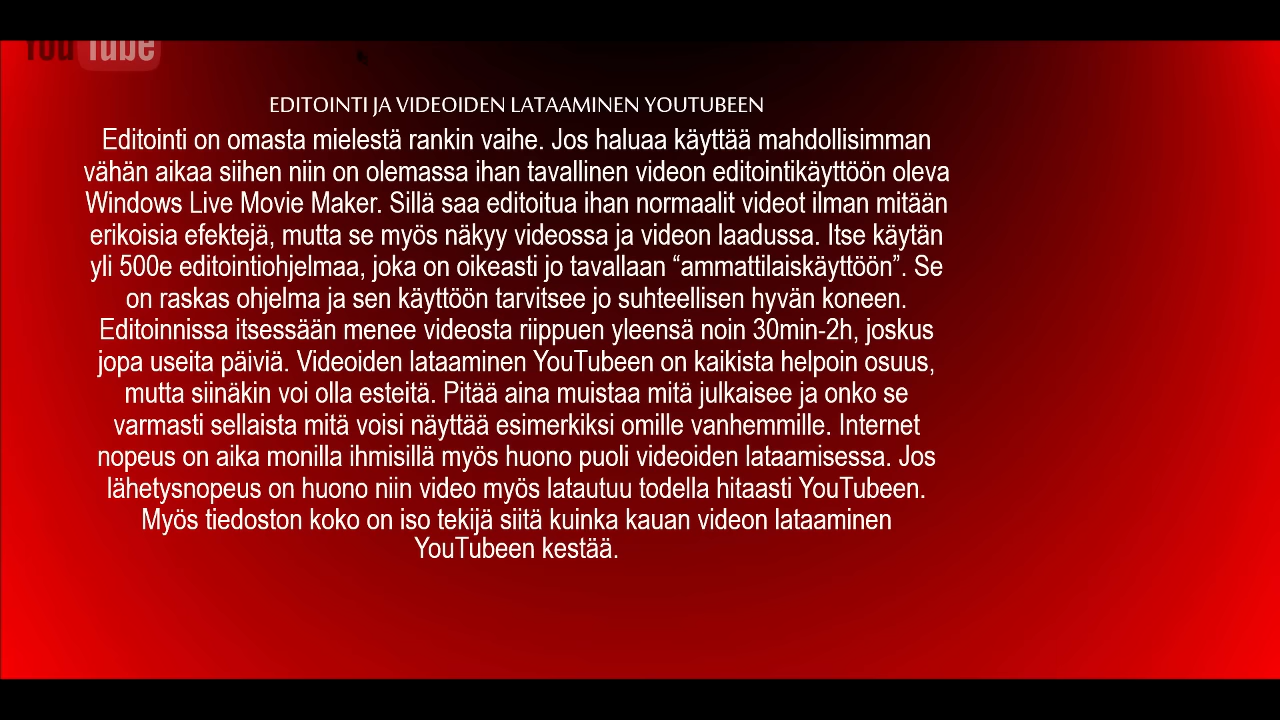 YouTube
EDITOINTI JA VIDEOIDEN LATAAMINEN YOUTUBEEN
Editointi on omasta mielestä rankin vaihe. Jos haluaa käyttää mahdollisimman
vähän aikaa siihen niin on olemassa ihan tavallinen videon editointikäyttöön oleva
Windows Live Movie Maker. Sillä saa editoitua ihan normaalit videot ilman mitään
erikoisia efektejä, mutta se myös näkyy videossa ja videon laadussa. Itse käytän
yli 500e editointiohjelmaa, joka on oikeasti jo tavallaan “ammattilaiskäyttöön”. Se
on raskas ohjelma ja sen käyttöön tarvitsee jo suhteellisen hyvän koneen.
Editoinnissa itsessään menee videosta riippuen yleensä noin 30min-2h, joskus
jopa useita päiviä. Videoiden lataaminen YouTubeen on kaikista helpoin osuus,
mutta siinäkin voi olla esteitä. Pitää aina muistaa mitä julkaisee ja onko se
varmasti sellaista mitä voisi näyttää esimerkiksi omille vanhemmille. Internet
nopeus on aika monilla ihmisillä myös huono puoli videoiden lataamisessa. Jos
lähetysnopeus on huono niin video myös latautuu todella hitaasti YouTubeen.
Myös tiedoston koko on iso tekijä siitä kuinka kauan videon lataaminen
YouTubeen kestää.